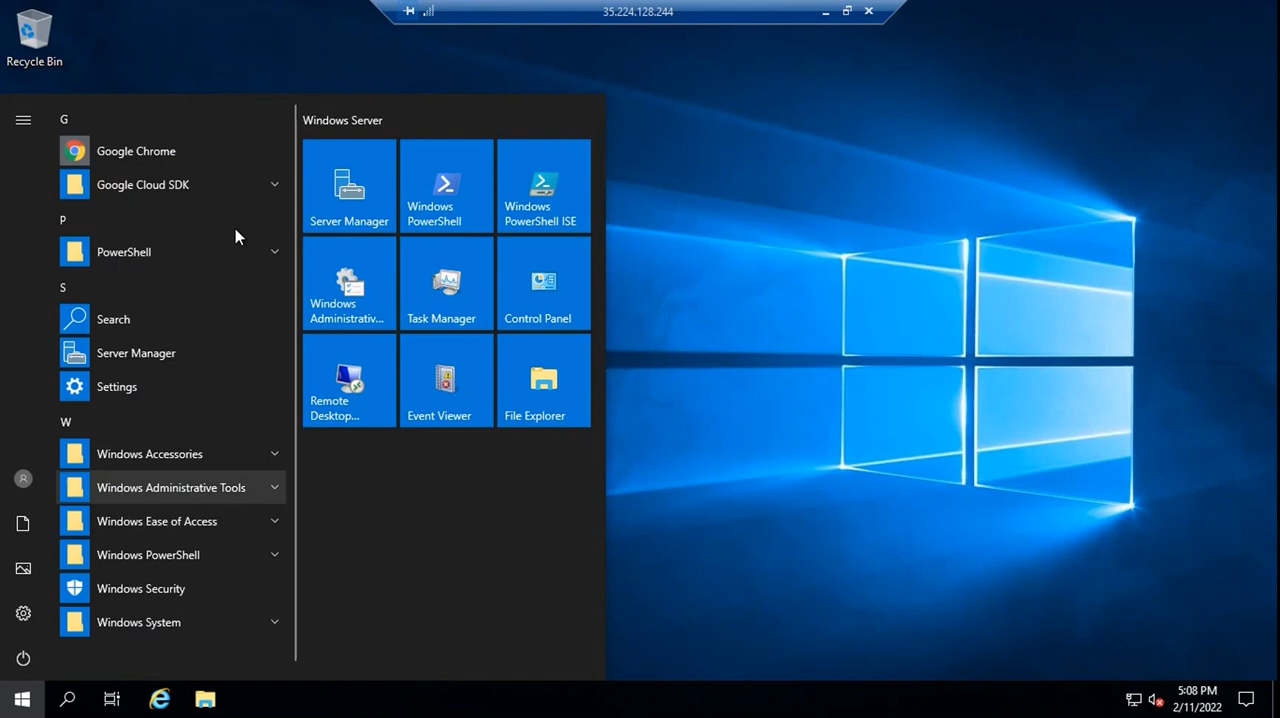 35.224.128.244
Recycle Bin
G
Google Chrome
Google Cloud SDK
P
PowerShell
S
Search
Server Manager
Settings
W
Windows Accessories
Windows Administrative Tools
Windows Ease of Access
Windows PowerShell
Windows Security
Windows System
Windows Server
Server Manager
Windows
PowerShell
Windows
PowerShell ISE
Windows
Administrativ...
Task Manager
Control Panel
Remote
Desktop...
Event Viewer
File Explorer
5:08 PM
2/11/2022